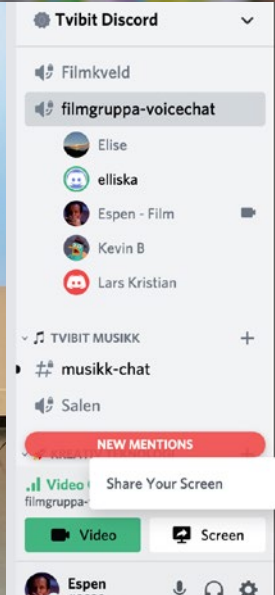 Tvibit Discord
Filmkveld
filmgruppa-voicechat
Elise
elliska
Espen - Film
Kevin B
Lars Kristian
TVIBIT MUSIKK
musikk-chat
Salen
NEW MENTIONS
Video
Share Your Screen
filmgruppa-
Video
Screen
Espen